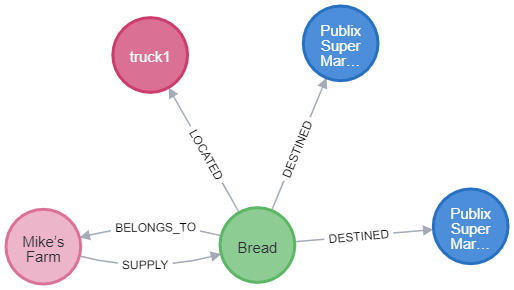 truck1
Publix
Super
Mar…
LOCATED
DESTINED
BELONGS_TO
Mike's
Farm
SUPPLY
Bread
DESTINED
Publix
Super
Mar…